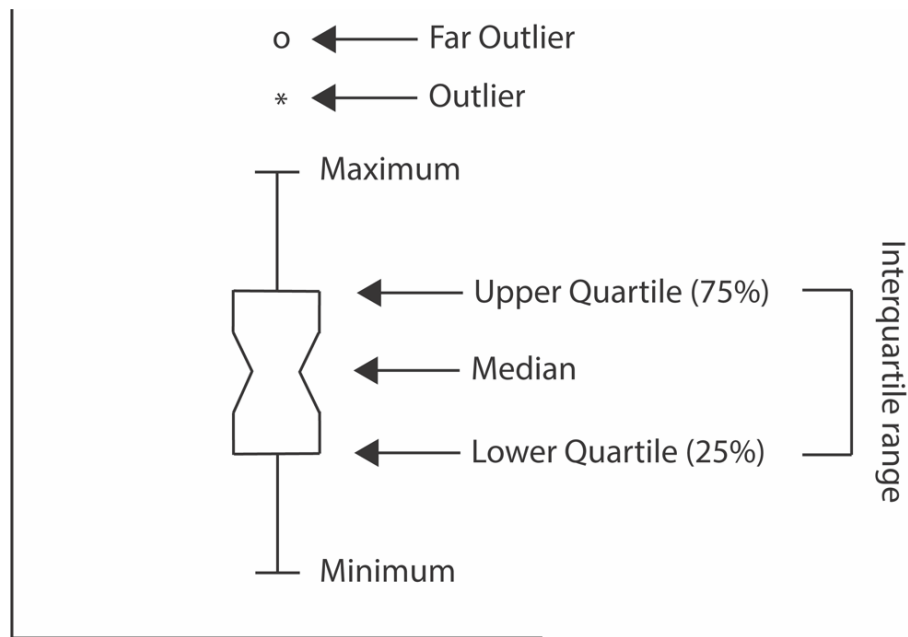 o
Far Outlier
*
Outlier
Maximum
Upper Quartile (75%)
Median
Lower Quartile (25%)
Minimum
Interquartile range